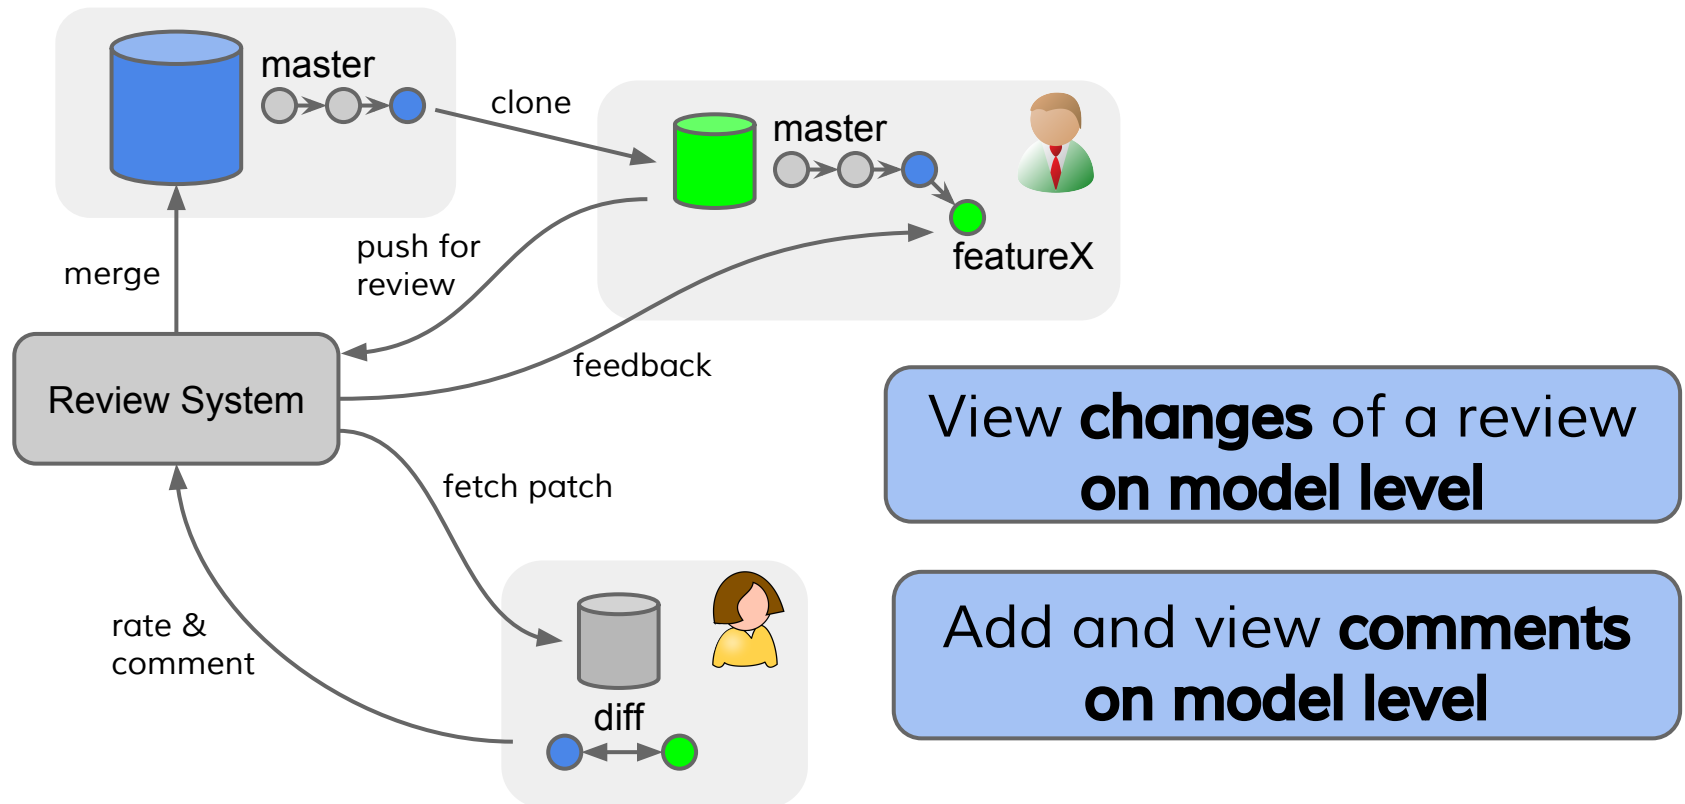 master
clone
master
push for
review
featureX
merge
feedback
Review System
View changes of a review
on model level
fetch patch
Add and view comments
on model level
rate &
comment
diff